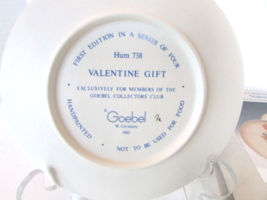 FIRST EDITION IN A SERIES OF FOUR
Hum 738
VALENTINE GIFT
EXCLUSIVELY FOR MEMBERS OF THE
GOEBEL COLLECTORS' CLUB
Goebel
W. Germany
HANDPAINTED • NOT TO BE USED FOR FOOD